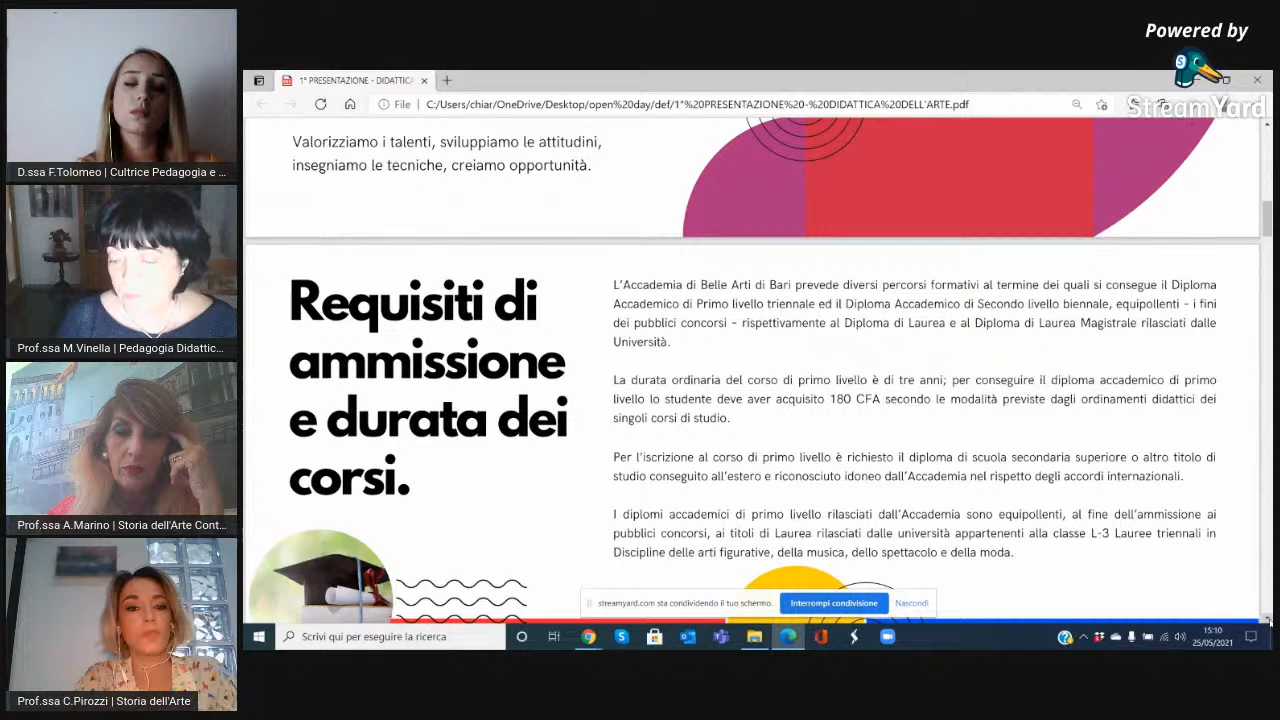 Powered by
StreamYard
D.ssa F.Tolomeo | Cultrice Pedagogia e ...
Prof.ssa M.Vinella | Pedagogia Didattic...
Prof.ssa A.Marino | Storia dell'Arte Cont...
Prof.ssa C.Pirozzi | Storia dell'Arte
1° PRESENTAZIONE - DIDATTICA
File
C:/Users/chiar/OneDrive/Desktop/open%20day/def/1°%20PRESENTAZIONE%20-%20DIDATTICA%20DELL'ARTE.pdf
Valorizziamo i talenti, sviluppiamo le attitudini,
insegniamo le tecniche, creiamo opportunità.
Requisiti di
ammissione
e durata dei
corsi.
L'Accademia di Belle Arti di Bari prevede diversi percorsi formativi al termine dei quali si consegue il Diploma
Accademico di Primo livello triennale ed il Diploma Accademico di Secondo livello biennale, equipollenti - i fini
dei pubblici concorsi - rispettivamente al Diploma di Laurea e al Diploma di Laurea Magistrale rilasciati dalle
Università.
La durata ordinaria del corso di primo livello è di tre anni; per conseguire il diploma accademico di primo
livello lo studente deve aver acquisito 180 CFA secondo le modalità previste dagli ordinamenti didattici dei
singoli corsi di studio.
Per l'iscrizione al corso di primo livello è richiesto il diploma di scuola secondaria superiore o altro titolo di
studio conseguito all'estero e riconosciuto idoneo dall'Accademia nel rispetto degli accordi internazionali.
I diplomi accademici di primo livello rilasciati dall'Accademia sono equipollenti, al fine dell'ammissione ai
pubblici concorsi, ai titoli di Laurea rilasciati dalle università appartenenti alla classe L-3 Lauree triennali in
Discipline delle arti figurative, della musica, dello spettacolo e della moda.
streamyard.com sta condividendo il tuo schermo.
Interrompi condivisione
Nascondi
Scrivi qui per eseguire la ricerca
15:10
25/05/2021